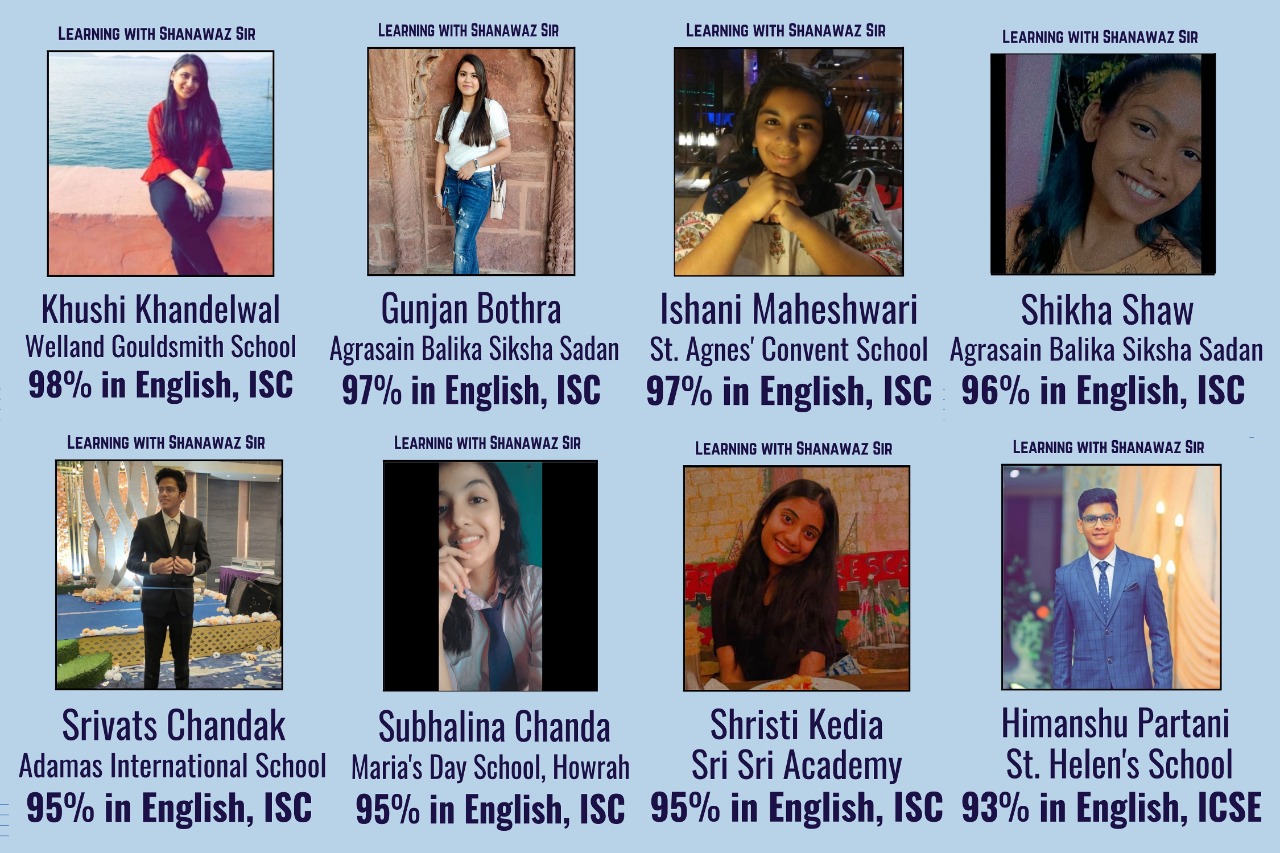 LEARNING WITH SHANAWAZ SIR
Khushi Khandelwal
Welland Gouldsmith School
98% in English, ISC
LEARNING WITH SHANAWAZ SIR
Gunjan Bothra
Agrasain Balika Siksha Sadan
97% in English, ISC
LEARNING WITH SHANAWAZ SIR
Ishani Maheshwari
St. Agnes' Convent School
97% in English, ISC
LEARNING WITH SHANAWAZ SIR
Shikha Shaw
Agrasain Balika Siksha Sadan
96% in English, ISC
LEARNING WITH SHANAWAZ SIR
Srivats Chandak
Adamas International School
95% in English, ISC
LEARNING WITH SHANAWAZ SIR
Subhalina Chanda
Maria's Day School, Howrah
95% in English, ISC
LEARNING WITH SHANAWAZ SIR
Shristi Kedia
Sri Sri Academy
95% in English, ISC
LEARNING WITH SHANAWAZ SIR
Himanshu Partani
St. Helen's School
93% in English, ICSE